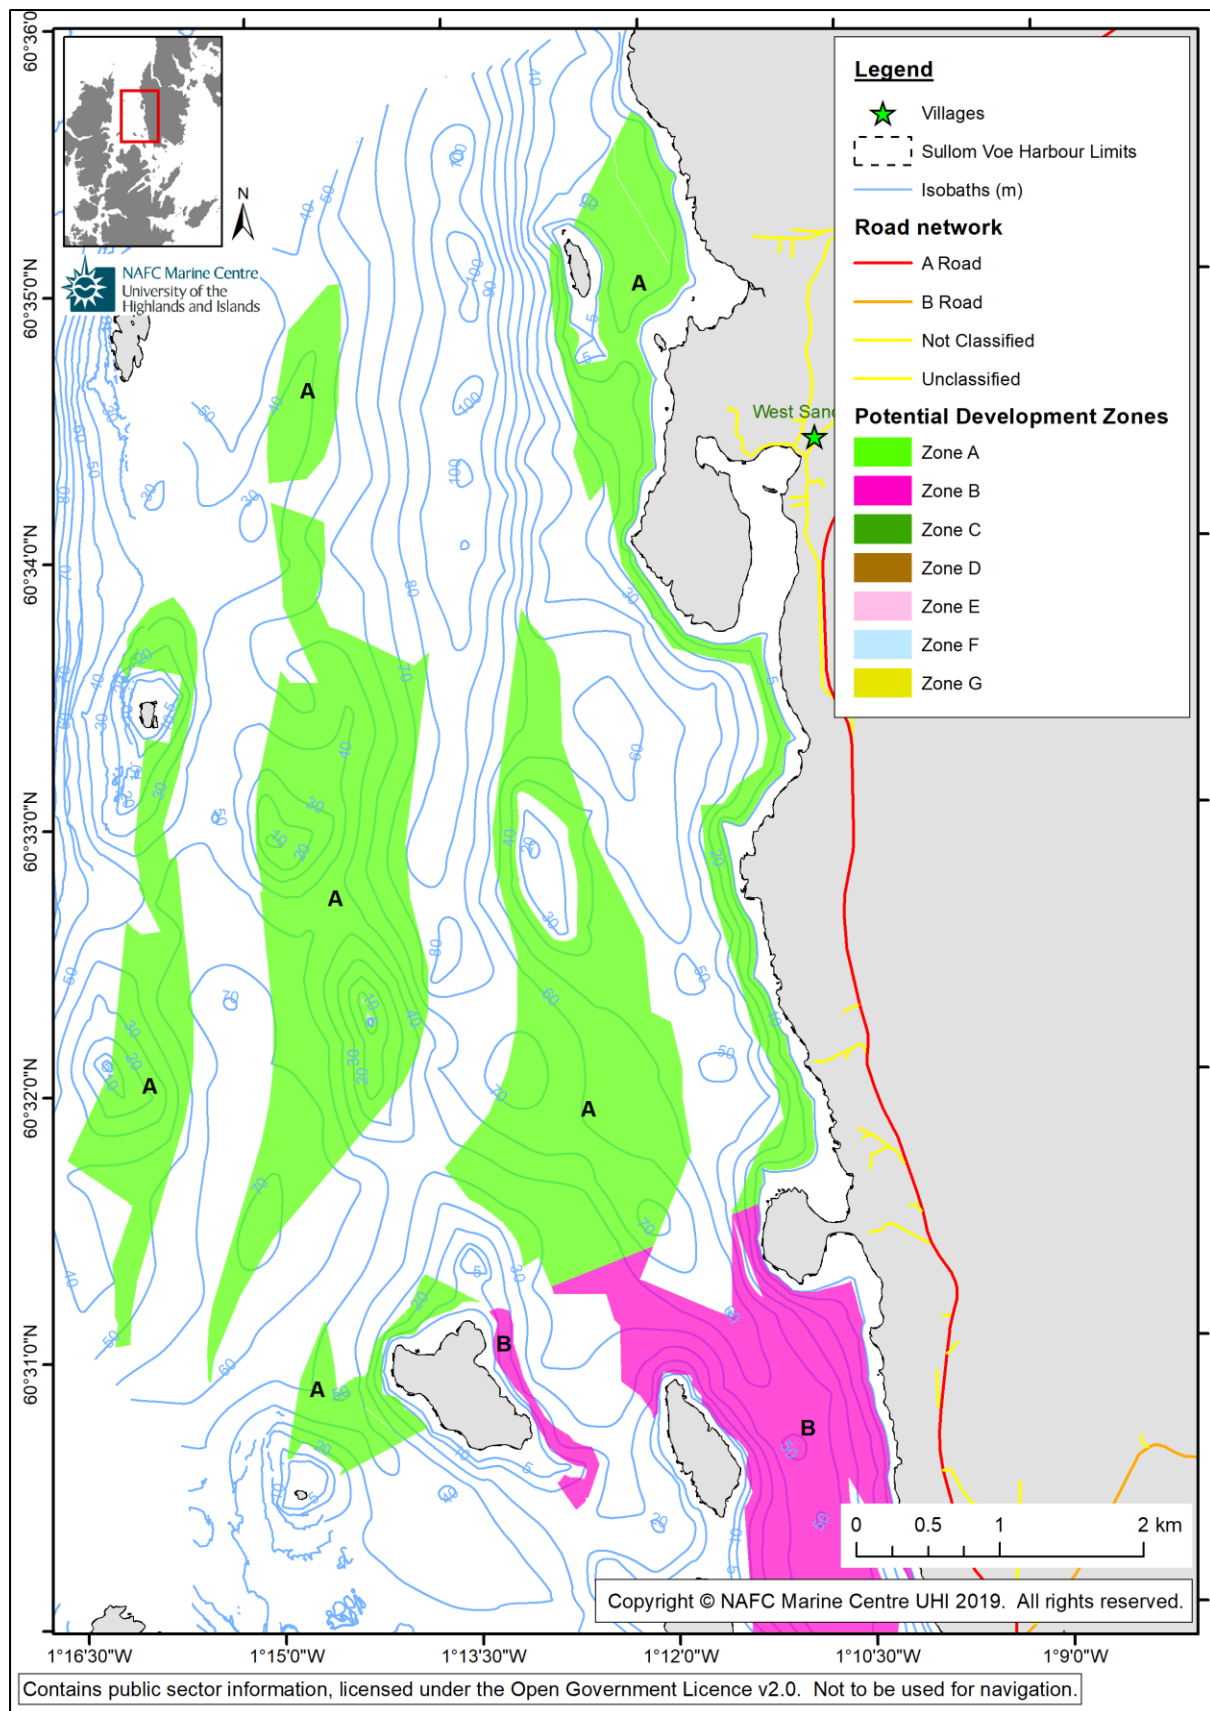 60°36'0"
60°35'0"N
60°34'0"N
60°33'0"N
60°32'0"N
60°31'0"N
N
NAFC Marine Centre
University of the
Highlands and Islands
Legend
Villages
Sullom Voe Harbour Limits
Isobaths (m)
Road network
A Road
B Road
Not Classified
Unclassified
Potential Development Zones
Zone A
Zone B
Zone C
Zone D
Zone E
Zone F
Zone G
West Sand
A
A
A
A
A
A
B
B
0 0.5 1 2 km
Copyright © NAFC Marine Centre UHI 2019. All rights reserved.
1°16'30"W 1°15'0"W 1°13'30"W 1°12'0"W 1°10'30"W 1°9'0"W
Contains public sector information, licensed under the Open Government Licence v2.0. Not to be used for navigation.